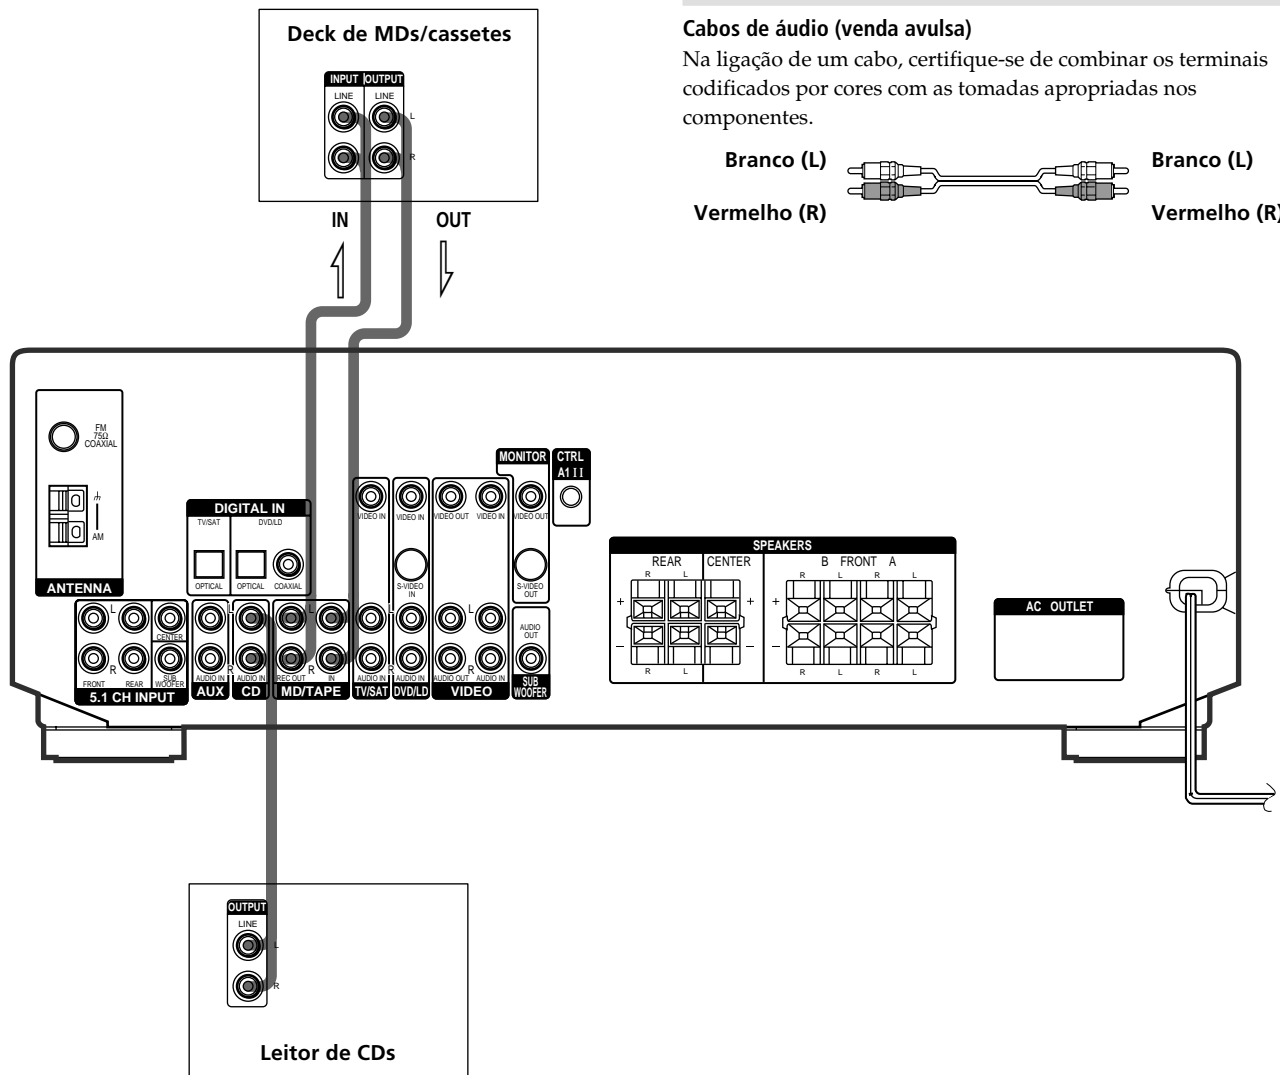 Deck de MDs/cassetes
INPUT OUTPUT
LINE LINE
L
R
IN OUT
Cabos de áudio (venda avulsa)
Na ligação de um cabo, certifique-se de combinar os terminais
codificados por cores com as tomadas apropriadas nos
componentes.
Branco (L) Branco (L)
Vermelho (R) Vermelho (R)
FM
75Ω
COAXIAL
AM
ANTENNA
DIGITAL IN
TV/SAT DVD/LD
OPTICAL OPTICAL COAXIAL
MONITOR
CTRL
A1 II
VIDEO IN VIDEO IN VIDEO OUT VIDEO IN VIDEO OUT
S-VIDEO
IN
S-VIDEO
OUT
AUDIO
OUT
L L L L L
CENTER
R R R R R
FRONT REAR SUB
WOOFER
AUDIO IN AUDIO IN REC OUT IN AUDIO IN AUDIO IN AUDIO OUT AUDIO IN
5.1 CH INPUT AUX CD MD/TAPE TV/SAT DVD/LD VIDEO
SUB
WOOFER
SPEAKERS
REAR CENTER B FRONT A
R L R L R L
+ + +
– – –
R L R L R L
AC OUTLET
OUTPUT
LINE
L
R
Leitor de CDs